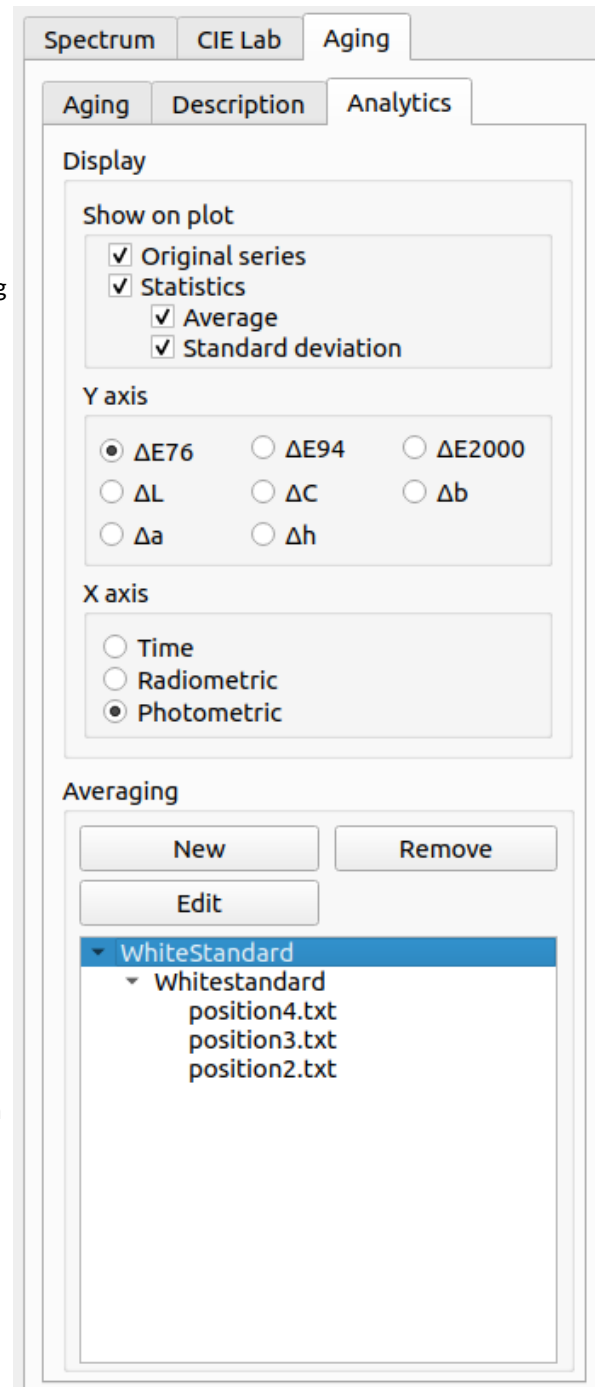 Spectrum CIE Lab Aging
Aging Description Analytics
Display
Show on plot
Original series
g
Statistics
Average
Standard deviation
Y axis
ΔE76 ΔE94 ΔE2000
ΔL ΔC Δb
Δa Δh
X axis
Time
Radiometric
Photometric
Averaging
New Remove
Edit
WhiteStandard
Whitestandard
position4.txt
position3.txt
position2.txt